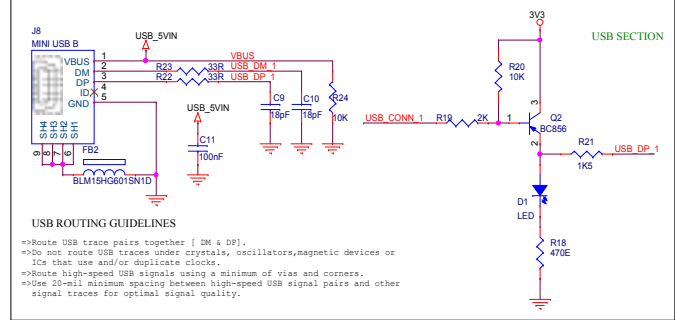 J8
MINI USB B
VBUS
DM
DP
ID
GND
1
2
3
4
5
SH4
SH3
SH2
SH1
9
8
7
6
USB_5VIN
VBUS
R23
33R
USB_DM_1
R22
33R
USB_DP_1
C9
18pF
C10
18pF
R24
10K
USB_5VIN
C11
100nF
FB2
BLM15HG601SN1D
3V3
USB SECTION
R20
10K
USB_CONN_1
R19
2K
1
3
Q2
BC856
2
R21
1K5
USB_DP_1
D1
LED
R18
470E
USB ROUTING GUIDELINES
=>Route USB trace pairs together [ DM & DP].
=>Do not route USB traces under crystals, oscillators,magnetic devices or
ICs that use and/or duplicate clocks.
=>Route high-speed USB signals using a minimum of vias and corners.
=>Use 20-mil minimum spacing between high-speed USB signal pairs and other
signal traces for optimal signal quality.